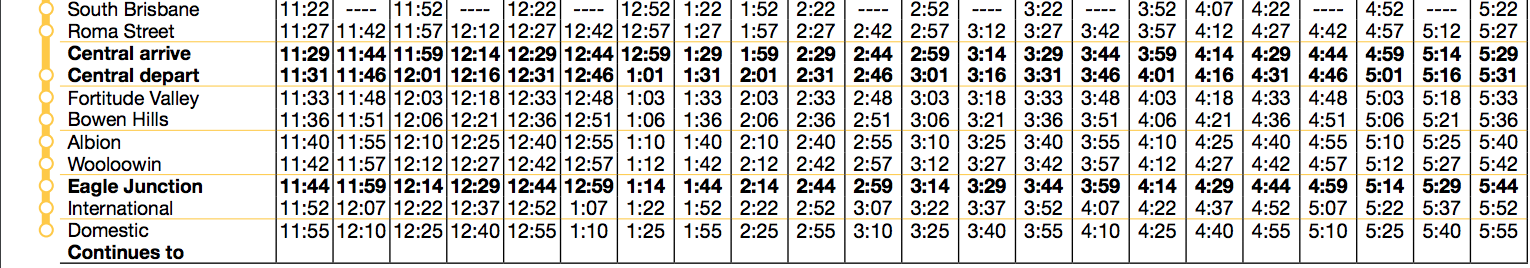 South Brisbane 11:22 ---- 11:52 ---- 12:22 ---- 12:52 1:22 1:52 2:22 ---- 2:52 ---- 3:22 ---- 3:52 4:07 4:22 ---- 4:52 ---- 5:22
Roma Street 11:27 11:42 11:57 12:12 12:27 12:42 12:57 1:27 1:57 2:27 2:42 2:57 3:12 3:27 3:42 3:57 4:12 4:27 4:42 4:57 5:12 5:27
Central arrive 11:29 11:44 11:59 12:14 12:29 12:44 12:59 1:29 1:59 2:29 2:44 2:59 3:14 3:29 3:44 3:59 4:14 4:29 4:44 4:59 5:14 5:29
Central depart 11:31 11:46 12:01 12:16 12:31 12:46 1:01 1:31 2:01 2:31 2:46 3:01 3:16 3:31 3:46 4:01 4:16 4:31 4:46 5:01 5:16 5:31
Fortitude Valley 11:33 11:48 12:03 12:18 12:33 12:48 1:03 1:33 2:03 2:33 2:48 3:03 3:18 3:33 3:48 4:03 4:18 4:33 4:48 5:03 5:18 5:33
Bowen Hills 11:36 11:51 12:06 12:21 12:36 12:51 1:06 1:36 2:06 2:36 2:51 3:06 3:21 3:36 3:51 4:06 4:21 4:36 4:51 5:06 5:21 5:36
Albion 11:40 11:55 12:10 12:25 12:40 12:55 1:10 1:40 2:10 2:40 2:55 3:10 3:25 3:40 3:55 4:10 4:25 4:40 4:55 5:10 5:25 5:40
Wooloowin 11:42 11:57 12:12 12:27 12:42 12:57 1:12 1:42 2:12 2:42 2:57 3:12 3:27 3:42 3:57 4:12 4:27 4:42 4:57 5:12 5:27 5:42
Eagle Junction 11:44 11:59 12:14 12:29 12:44 12:59 1:14 1:44 2:14 2:44 2:59 3:14 3:29 3:44 3:59 4:14 4:29 4:44 4:59 5:14 5:29 5:44
International 11:52 12:07 12:22 12:37 12:52 1:07 1:22 1:52 2:22 2:52 3:07 3:22 3:37 3:52 4:07 4:22 4:37 4:52 5:07 5:22 5:37 5:52
Domestic 11:55 12:10 12:25 12:40 12:55 1:10 1:25 1:55 2:25 2:55 3:10 3:25 3:40 3:55 4:10 4:25 4:40 4:55 5:10 5:25 5:40 5:55
Continues to